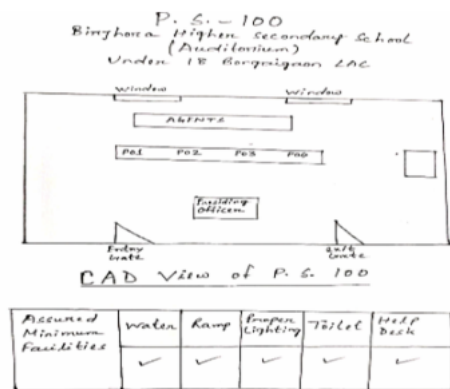 P. S. - 100
Binghora Higher secondary School
(Auditorium)
Under 18 Borgaigaon LAC
Window
Window
AGENTS
PO1 PO2 PO3 PO4
Presiding
Officer
Entry
Gate
Exit
Gate
CAD View of P. S. 100
Assured
Minimum
Facilities
Water
Ramp
Proper
Lighting
Toilet
Help
Desk
✓ ✓ ✓ ✓ ✓